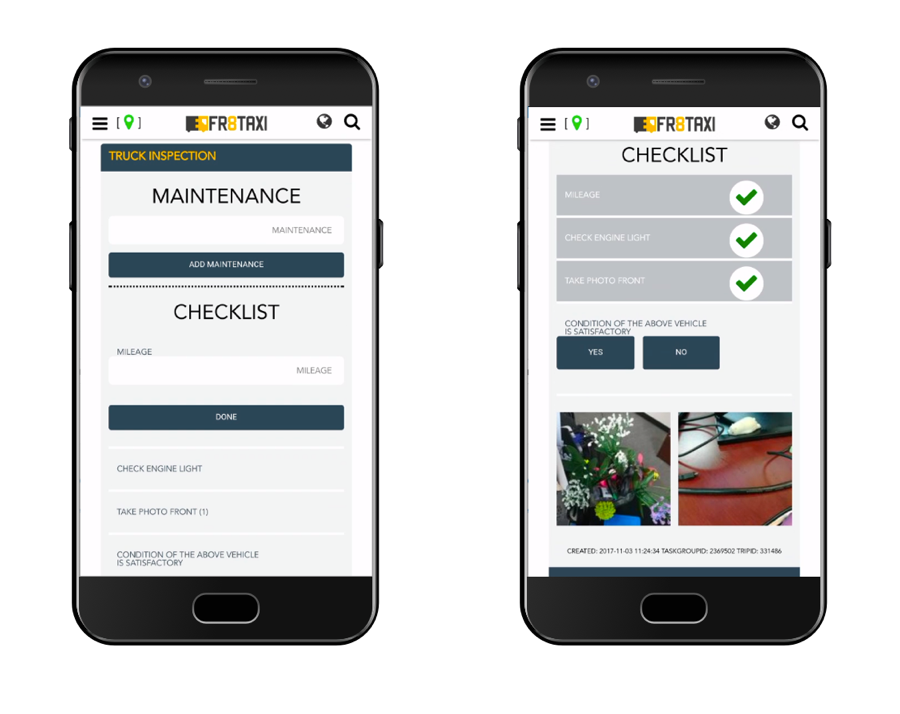 [ ]
FR8TAXI
TRUCK INSPECTION
MAINTENANCE
MAINTENANCE
ADD MAINTENANCE
CHECKLIST
MILEAGE
MILEAGE
DONE
CHECK ENGINE LIGHT
TAKE PHOTO FRONT (1)
CONDITION OF THE ABOVE VEHICLE
IS SATISFACTORY
[ ]
FR8TAXI
CHECKLIST
MILEAGE
CHECK ENGINE LIGHT
TAKE PHOTO FRONT
CONDITION OF THE ABOVE VEHICLE
IS SATISFACTORY
YES NO
CREATED: 2017-11-03 11:24:34 TASKGROUPID: 2369502 TRIPID: 331486